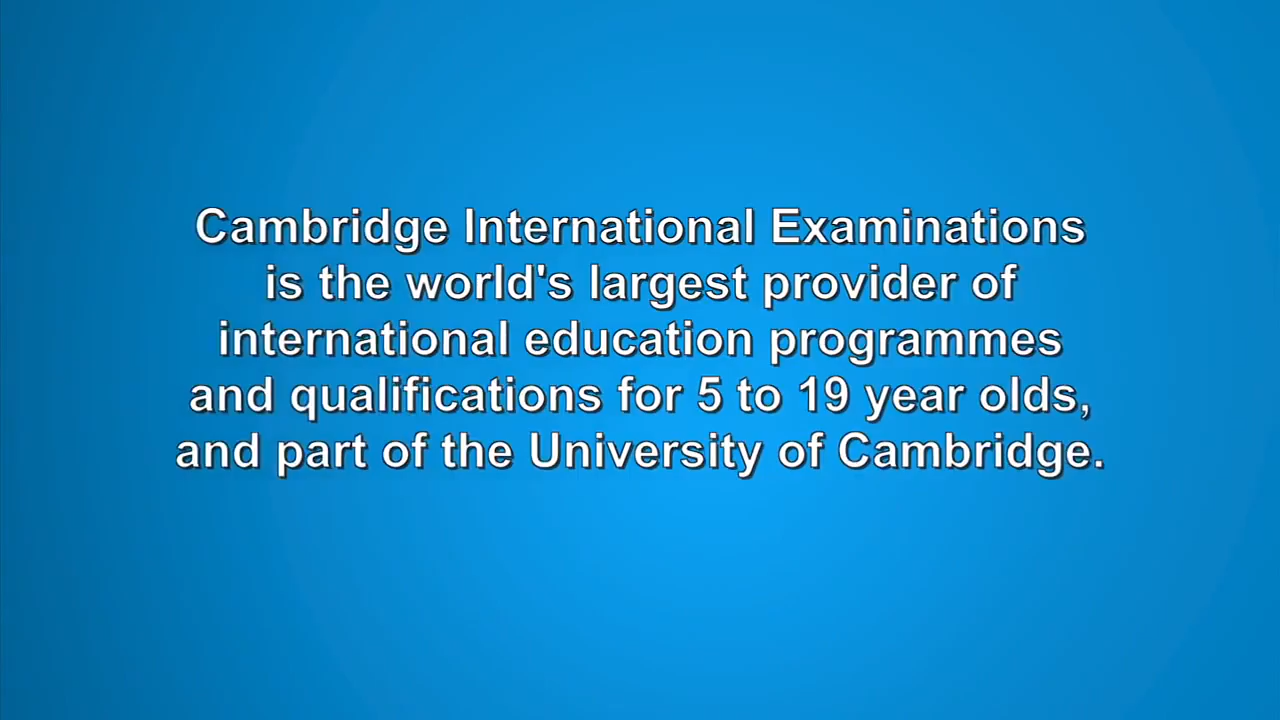 Cambridge International Examinations
is the world's largest provider of
international education programmes
and qualifications for 5 to 19 year olds,
and part of the University of Cambridge.